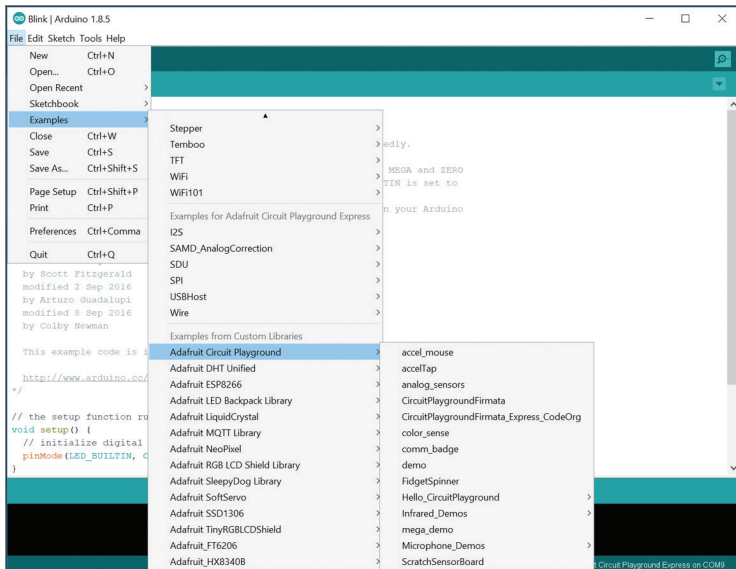 Blink | Arduino 1.8.5
File Edit Sketch Tools Help
New Ctrl+N
Open... Ctrl+O
Open Recent
Sketchbook
Examples
Close Ctrl+W
Save Ctrl+S
Save As... Ctrl+Shift+S
Page Setup Ctrl+Shift+P
Print Ctrl+P
Preferences Ctrl+Comma
Quit Ctrl+Q
Stepper
Temboo
TFT
WiFi
WiFi101
Examples for Adafruit Circuit Playground Express
I2S
SAMD_AnalogCorrection
SDU
SPI
USBHost
Wire
Examples from Custom Libraries
Adafruit Circuit Playground
Adafruit DHT Unified
Adafruit ESP8266
Adafruit LED Backpack Library
Adafruit LiquidCrystal
Adafruit MQTT Library
Adafruit NeoPixel
Adafruit RGB LCD Shield Library
Adafruit SleepyDog Library
Adafruit SoftServo
Adafruit SSD1306
Adafruit TinyRGBLCDShield
Adafruit_FT6206
Adafruit_HX8340B
accel_mouse
accelTap
analog_sensors
CircuitPlaygroundFirmata
CircuitPlaygroundFirmata_Express_CodeOrg
color_sense
comm_badge
demo
FidgetSpinner
Hello_CircuitPlayground
Infrared_Demos
mega_demo
Microphone_Demos
ScratchSensorBoard
edly.
MEGA and ZERO
TIN is set to
n your Arduino
by Scott Fitzgerald
modified 2 Sep 2016
by Arturo Guadalupi
modified 8 Sep 2016
by Colby Newman
This example code is i
http://www.arduino.cc/
*/
// the setup function ru
void setup() {
// initialize digital
pinMode(LED_BUILTIN, O
}
t Circuit Playground Express on COM9